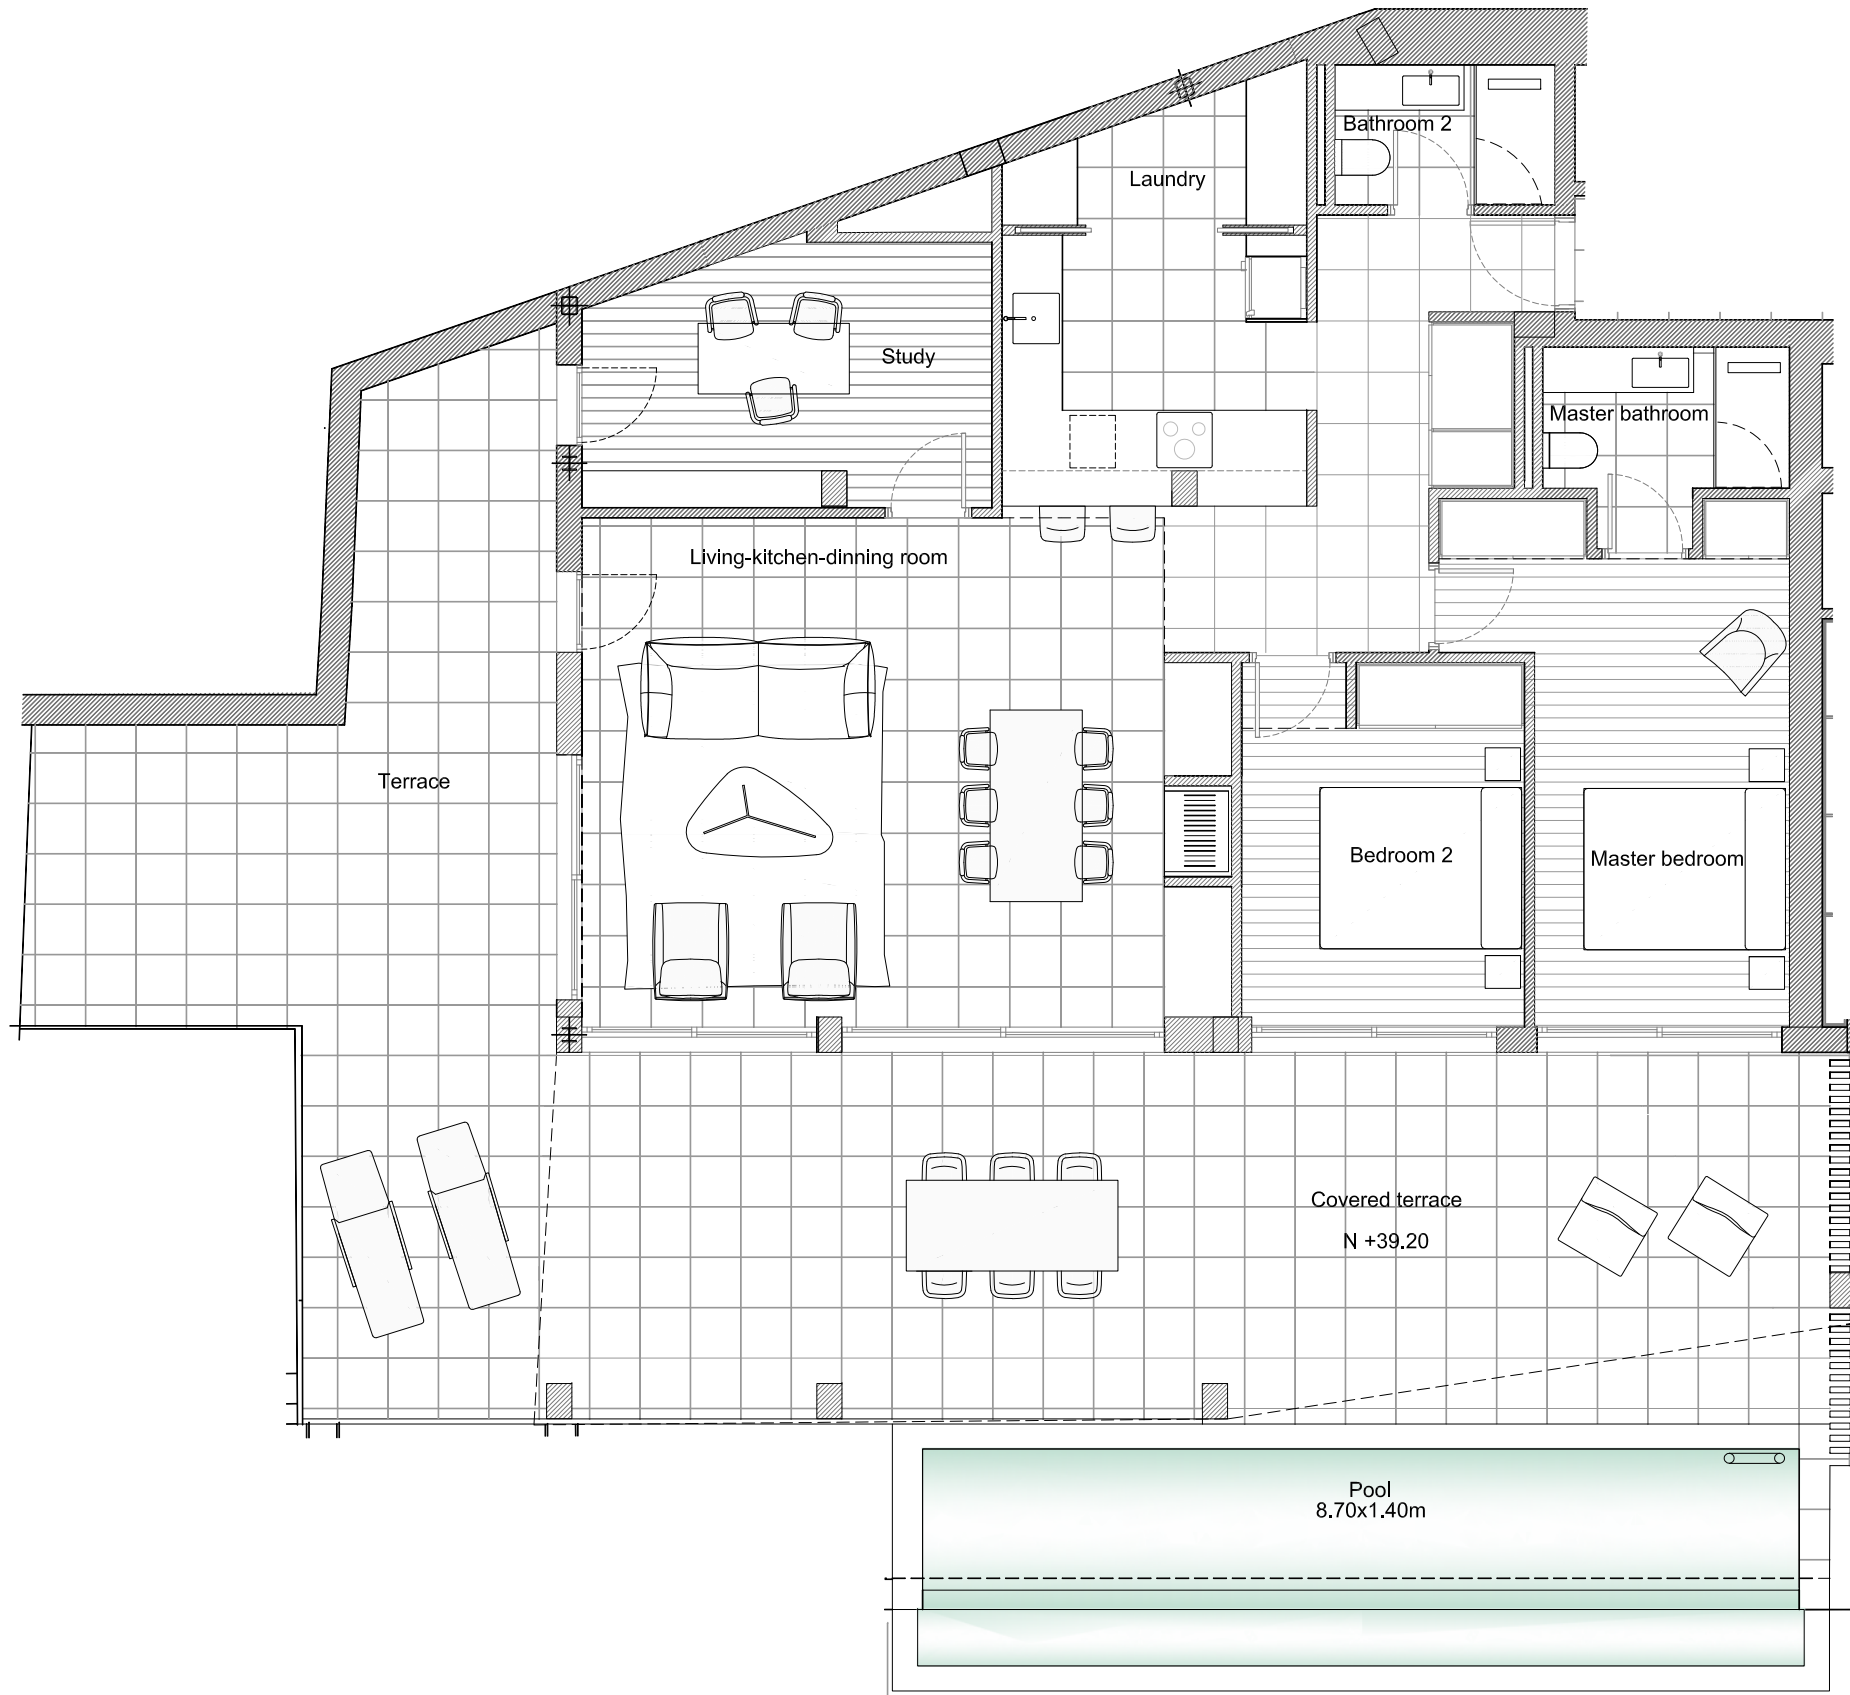 Bathroom 2
Laundry
Study
Master bathroom
Living-kitchen-dinning room
Terrace
Bedroom 2
Master bedroom
Covered terrace
N +39.20
Pool
8.70x1.40m